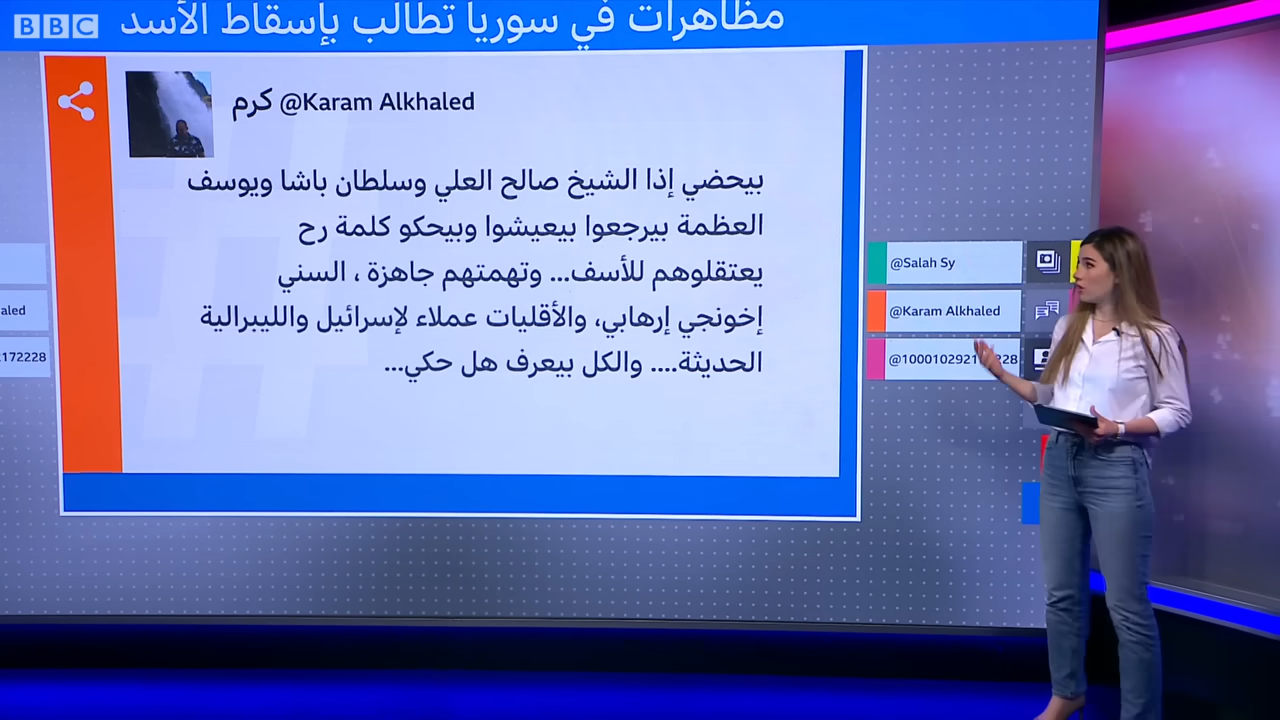 BBC
مظاهرات في سوريا تطالب بإسقاط الأسد
كرم @Karam Alkhaled
بيحضي إذا الشيخ صالح العلي وسلطان باشا ويوسف
العظمة بيرجعوا بيعيشوا وبيحكو كلمة رح
يعتقلوهم للأسف... وتهمتهم جاهزة ، السني
إخونجي إرهابي، والأقليات عملاء لإسرائيل والليبرالية
الحديثة.... والكل بيعرف هل حكي...
@Salah Sy
@Karam Alkhaled
aled
172228